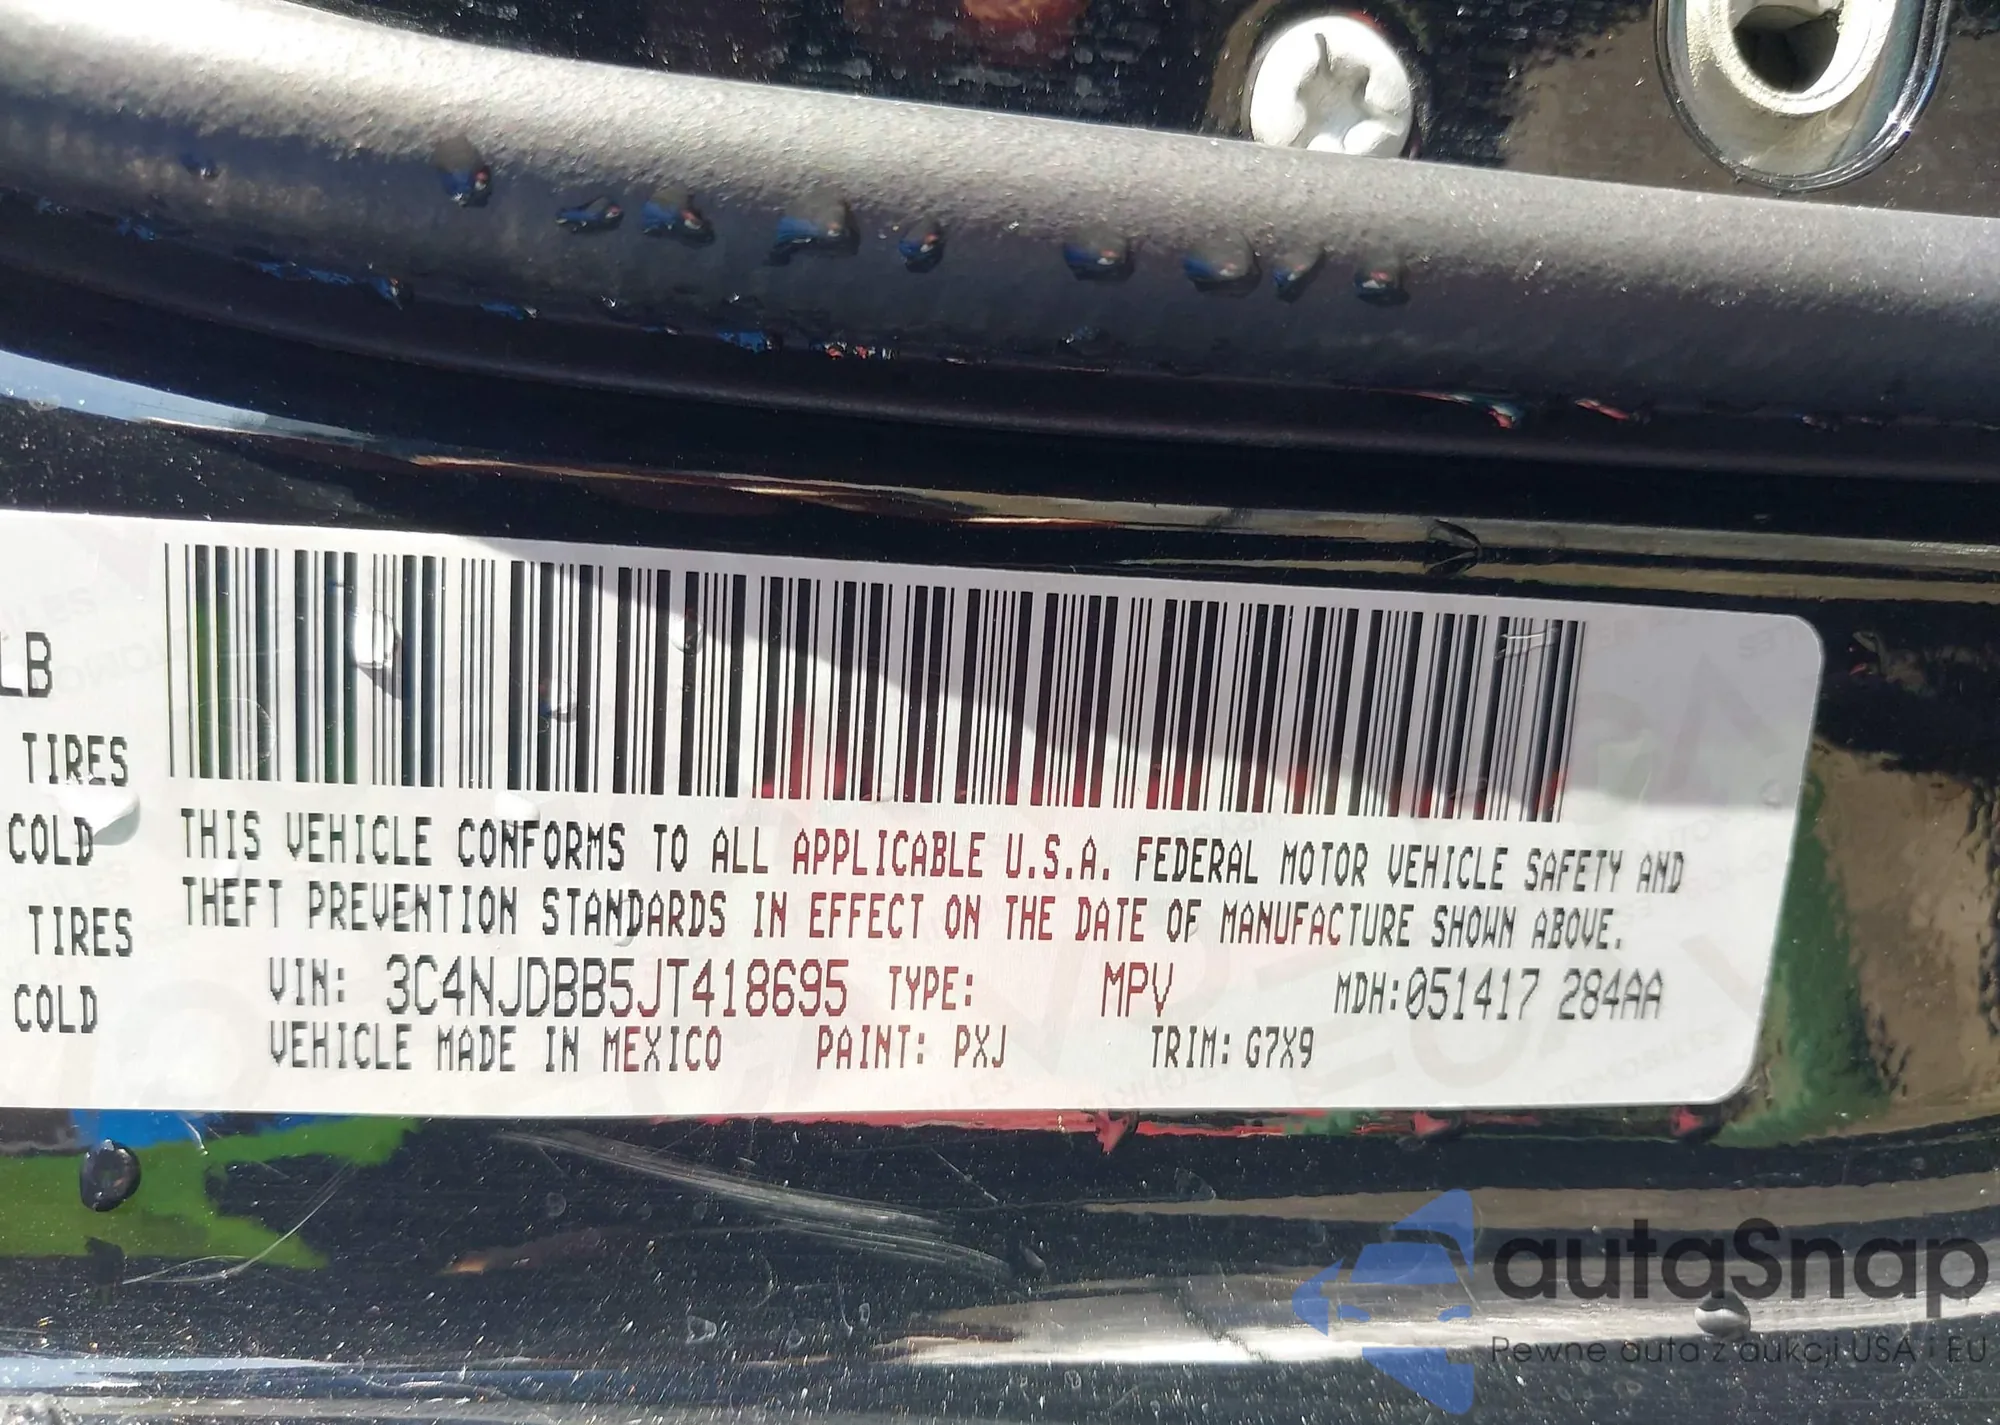 LB
TIRES
COLD
TIRES
COLD
THIS VEHICLE CONFORMS TO ALL APPLICABLE U.S.A. FEDERAL MOTOR VEHICLE SAFETY AND
THEFT PREVENTION STANDARDS IN EFFECT ON THE DATE OF MANUFACTURE SHOWN ABOVE.
VIN: 3C4NJDBB5JT418695 TYPE: MPV MDH:051417 284AA
VEHICLE MADE IN MEXICO PAINT: PXJ TRIM: G7X9
autaSnap
Pewne auta z aukcji USA i EU